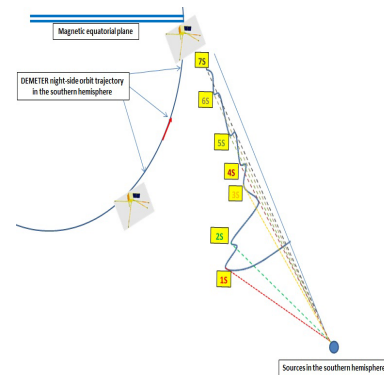 Magnetic equatorial plane
DEMETER night-side orbit trajectory
in the southern hemisphere
7S
6S
5S
4S
3S
2S
1S
Sources in the southern hemisphere